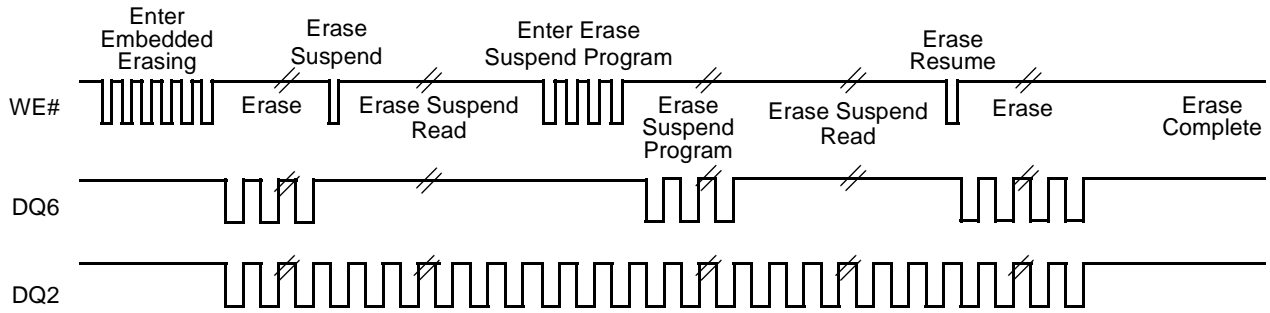 Enter
Embedded
Erasing
Erase
Suspend
Enter Erase
Suspend Program
Erase
Resume
WE#
Erase
Erase Suspend
Read
Erase
Suspend
Program
Erase Suspend
Read
Erase
Erase
Complete
DQ6
DQ2